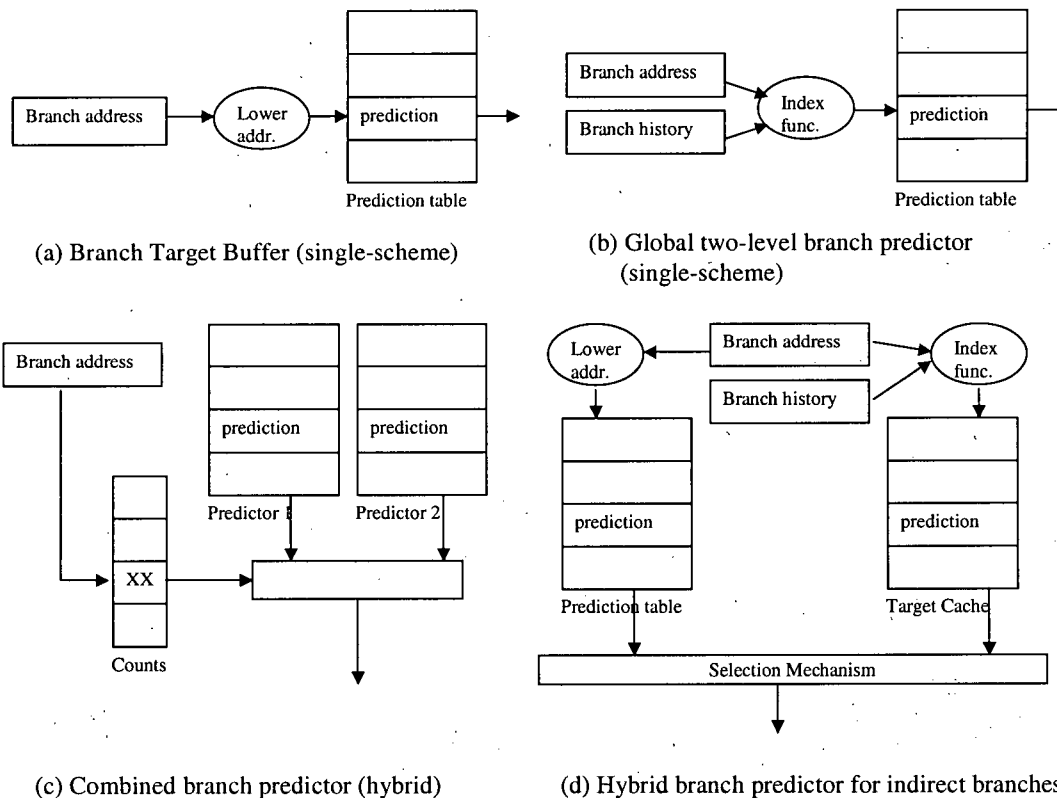 Branch address
Lower
addr.
prediction
Prediction table
(a) Branch Target Buffer (single-scheme)
Branch address
Branch history
Index
func.
prediction
Prediction table
(b) Global two-level branch predictor
(single-scheme)
Branch address
XX
Counts
prediction
Predictor 1
prediction
Predictor 2
(c) Combined branch predictor (hybrid)
Lower
addr.
Branch address
Branch history
Index
func.
prediction
Prediction table
prediction
Target Cache
Selection Mechanism
(d) Hybrid branch predictor for indirect branches